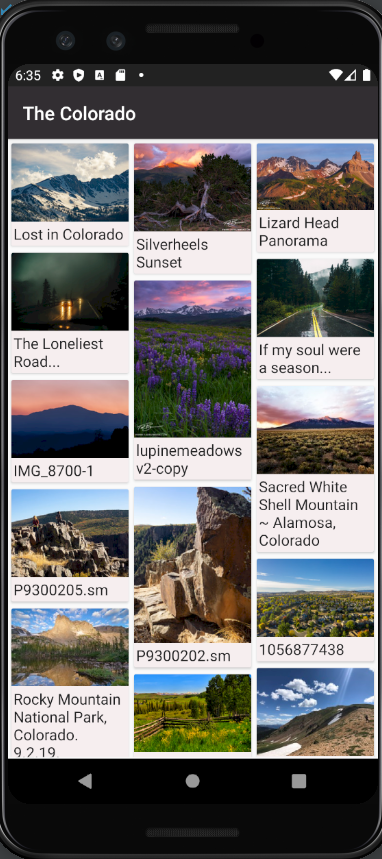 6:35
The Colorado
Lost in Colorado
The Loneliest
Road...
IMG_8700-1
P9300205.sm
Rocky Mountain
National Park,
Colorado.
9.2.19.
Silverheels
Sunset
lupinemeadows
v2-copy
P9300202.sm
Lizard Head
Panorama
If my soul were
a season...
Sacred White
Shell Mountain
~ Alamosa,
Colorado
1056877438